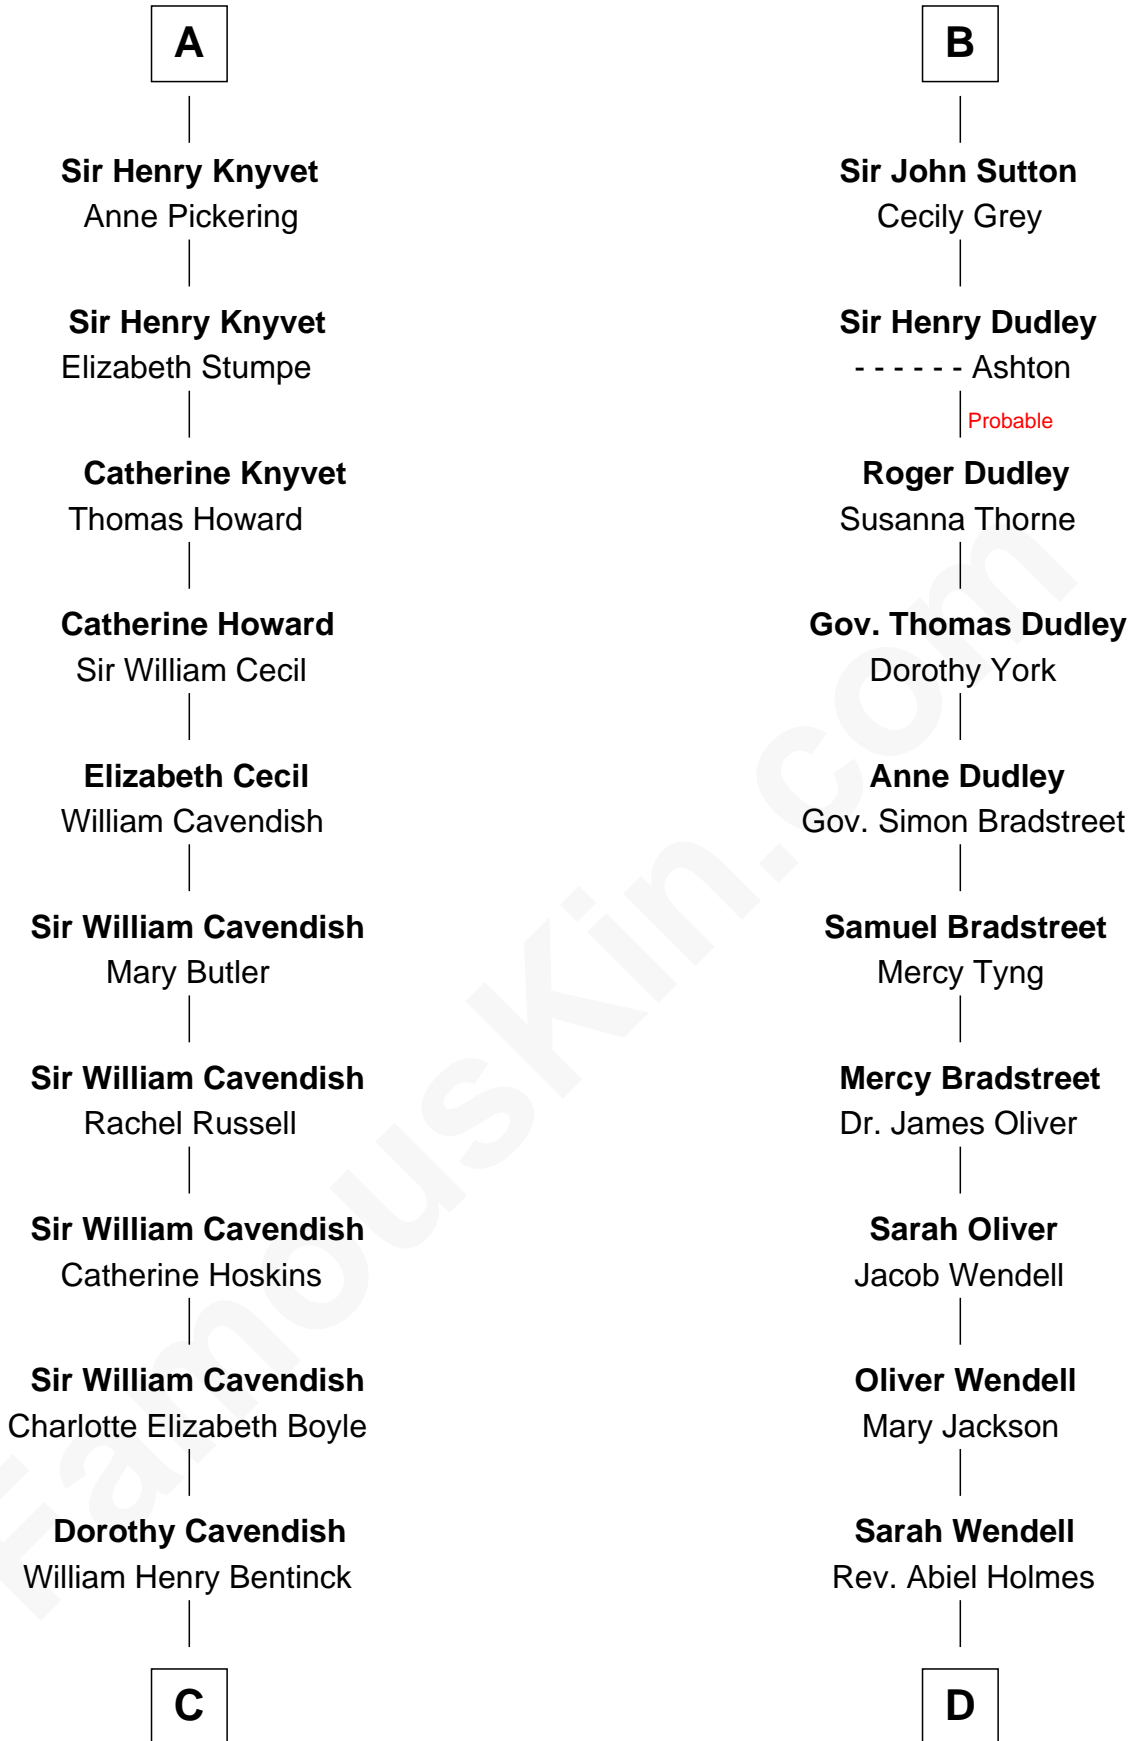 A
Sir Henry Knyvet
Anne Pickering
Sir Henry Knyvet
Elizabeth Stumpe
Catherine Knyvet
Thomas Howard
Catherine Howard
Sir William Cecil
Elizabeth Cecil
William Cavendish
Sir William Cavendish
Mary Butler
Sir William Cavendish
Rachel Russell
Sir William Cavendish
Catherine Hoskins
Sir William Cavendish
Charlotte Elizabeth Boyle
Dorothy Cavendish
William Henry Bentinck
C
B
Sir John Sutton
Cecily Grey
Sir Henry Dudley
- - - - - - Ashton
Probable
Roger Dudley
Susanna Thorne
Gov. Thomas Dudley
Dorothy York
Anne Dudley
Gov. Simon Bradstreet
Samuel Bradstreet
Mercy Tyng
Mercy Bradstreet
Dr. James Oliver
Sarah Oliver
Jacob Wendell
Oliver Wendell
Mary Jackson
Sarah Wendell
Rev. Abiel Holmes
D
FamousKin.com